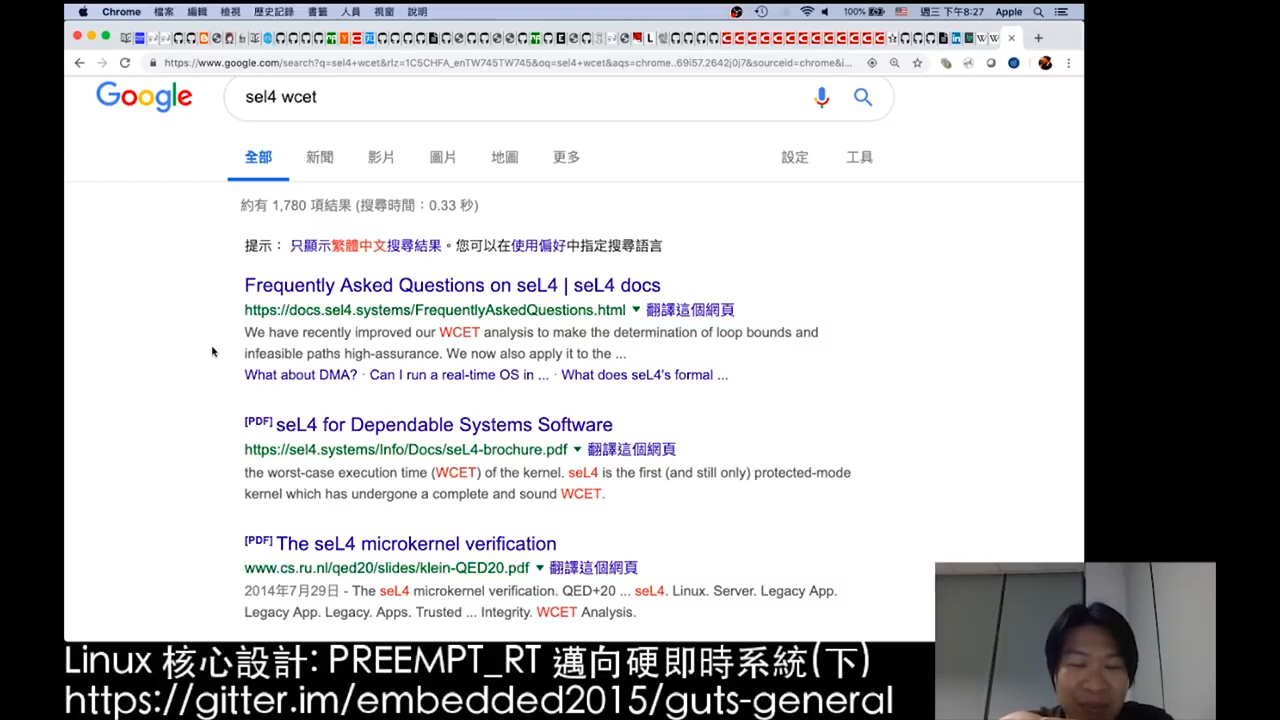 Chrome 檔案 編輯 檢視 歷史記錄 書籤 人員 視窗 說明 100% 週三 下午8:27 Apple
https://www.google.com/search?q=sel4+wcet&rlz=1C5CHFA_enTW745TW745&oq=sel4+wcet&aqs=chrome..69i57.2642j0j7&sourceid=chrome&i...
Google sel4 wcet
全部 新聞 影片 圖片 地圖 更多 設定 工具
約有 1,780 項結果 (搜尋時間：0.33 秒)
提示： 只顯示繁體中文搜尋結果。您可以在使用偏好中指定搜尋語言
Frequently Asked Questions on seL4 | seL4 docs
https://docs.sel4.systems/FrequentlyAskedQuestions.html ▼ 翻譯這個網頁
We have recently improved our WCET analysis to make the determination of loop bounds and
infeasible paths high-assurance. We now also apply it to the ...
What about DMA? · Can I run a real-time OS in ... · What does seL4's formal ...
[PDF] seL4 for Dependable Systems Software
https://sel4.systems/Info/Docs/seL4-brochure.pdf ▼ 翻譯這個網頁
the worst-case execution time (WCET) of the kernel. seL4 is the first (and still only) protected-mode
kernel which has undergone a complete and sound WCET.
[PDF] The seL4 microkernel verification
www.cs.ru.nl/qed20/slides/klein-QED20.pdf ▼ 翻譯這個網頁
2014年7月29日 - The seL4 microkernel verification. QED+20 ... seL4. Linux. Server. Legacy App.
Legacy App. Legacy. Apps. Trusted ... Integrity. WCET Analysis.
Linux 核心設計: PREEMPT_RT 邁向硬即時系統(下)
https://gitter.im/embedded2015/guts-general